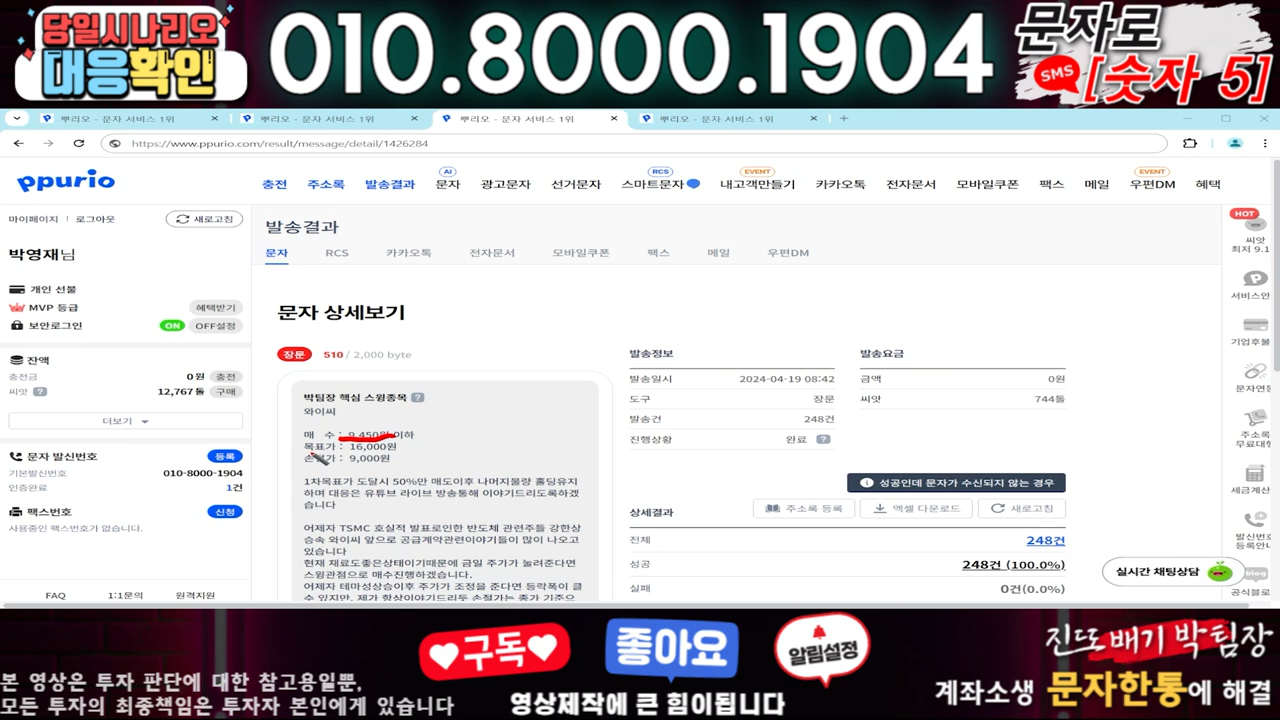 당일시나리오
대응확인
010.8000.1904
문자로
SMS
[숫자 5]
뿌리오 - 문자 서비스 1위
뿌리오 - 문자 서비스 1위
뿌리오 - 문자 서비스 1위
뿌리오 - 문자 서비스 1위
https://www.ppurio.com/result/message/detail/1426284
ppurio
AI
RCS
EVENT
EVENT
충전 주소록 발송결과 문자 광고문자 선거문자 스마트문자 내고객만들기 카카오톡 전자문서 모바일쿠폰 팩스 메일 우편DM 혜택
마이페이지 | 로그아웃
새로고침
박영재님
개인 선불
MVP 등급 혜택받기
보안로그인 ON OFF설정
잔액
충전금 0원 충전
씨앗 ? 12,767톨 구매
더보기
문자 발신번호 등록
기본발신번호 010-8000-1904
인증완료 1건
팩스번호 신청
사용중인 팩스번호가 없습니다.
FAQ 1:1문의 원격지원
발송결과
문자 RCS 카카오톡 전자문서 모바일쿠폰 팩스 메일 우편DM
문자 상세보기
장문 510 / 2,000 byte
박팀장 핵심 스윙종목 ?
와이씨
매 수 : 9,450원 이하
목표가 : 16,000원
손절가 : 9,000원
1차목표가 도달시 50%만 매도이후 나머지물량 홀딩유지
하며 대응은 유튜브 라이브 방송통해 이야기드리도록하겠
습니다
어제자 TSMC 호실적 발표로인한 반도체 관련주들 강한상
승속 와이씨 앞으로 공급계약관련이야기들이 많이 나오고
있습니다
현재 재료도좋은상태이기때문에 금일 주가가 눌려준다면
스윙관점으로 매수진행하겠습니다.
어제자 테마성상승이후 주가가 조정을 준다면 등락폭이 클
수 있지만, 제가 항상이야기드리듯 손절가는 종가 기준으
발송정보
발송일시 2024-04-19 08:42
도구 장문
발송건 248건
진행상황 완료 ?
발송요금
금액 0원
씨앗 744톨
성공인데 문자가 수신되지 않는 경우
상세결과
주소록 등록
엑셀 다운로드
새로고침
전체 248건
성공 248건 (100.0%)
실패 0건(0.0%)
HOT
씨앗
최저 9.1
서비스안
기업후불
문자연동
주소록
무료대행
세금계산
발신번호
등록안내
blog
공식블로
실시간 채팅상담
구독
좋아요
알림설정
진또배기 박팀장
본 영상은 투자 판단에 대한 참고용일뿐,
모든 투자의 최종책임은 투자자 본인에게 있습니다
영상제작에 큰 힘이됩니다
계좌소생 문자한통에 해결